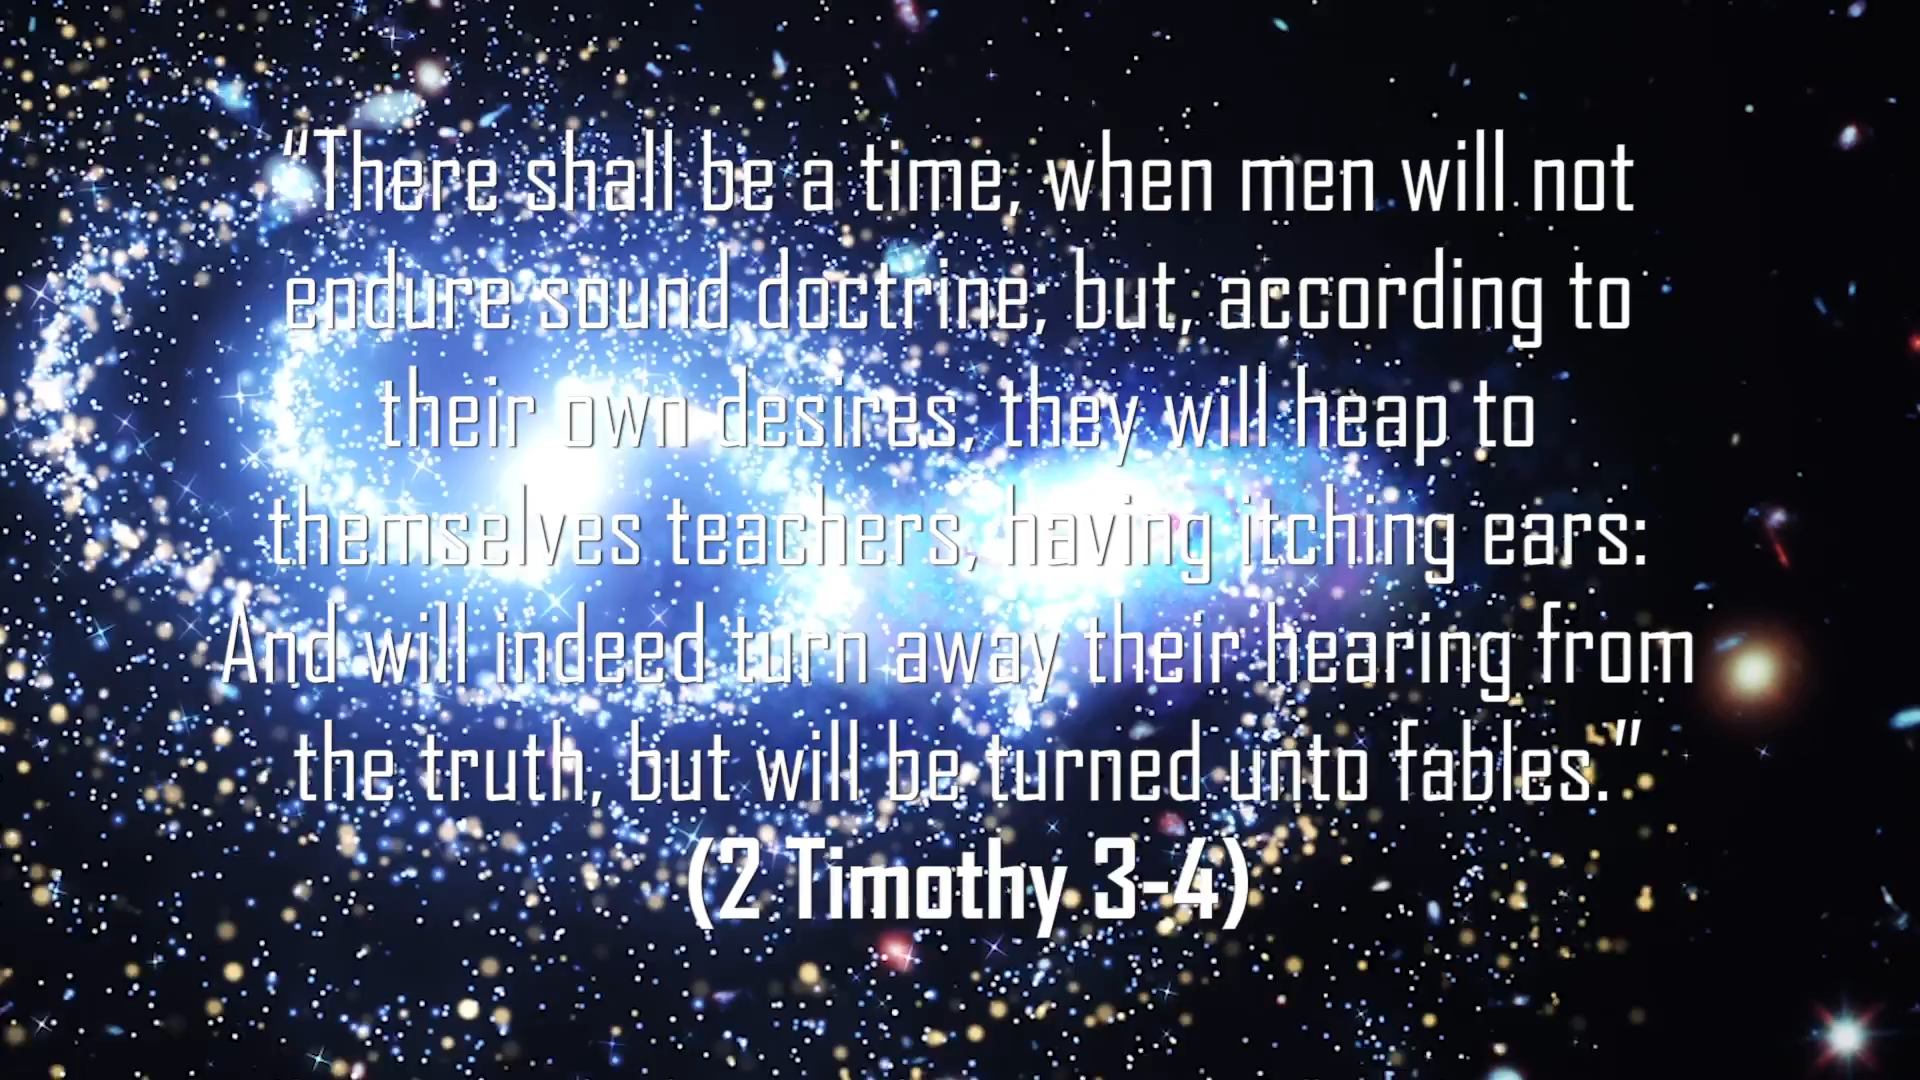 “There shall be a time, when men will not
endure sound doctrine; but, according to
their own desires, they will heap to
themselves teachers, having itching ears:
And will indeed turn away their hearing from
the truth, but will be turned unto fables.”
(2 Timothy 3-4)